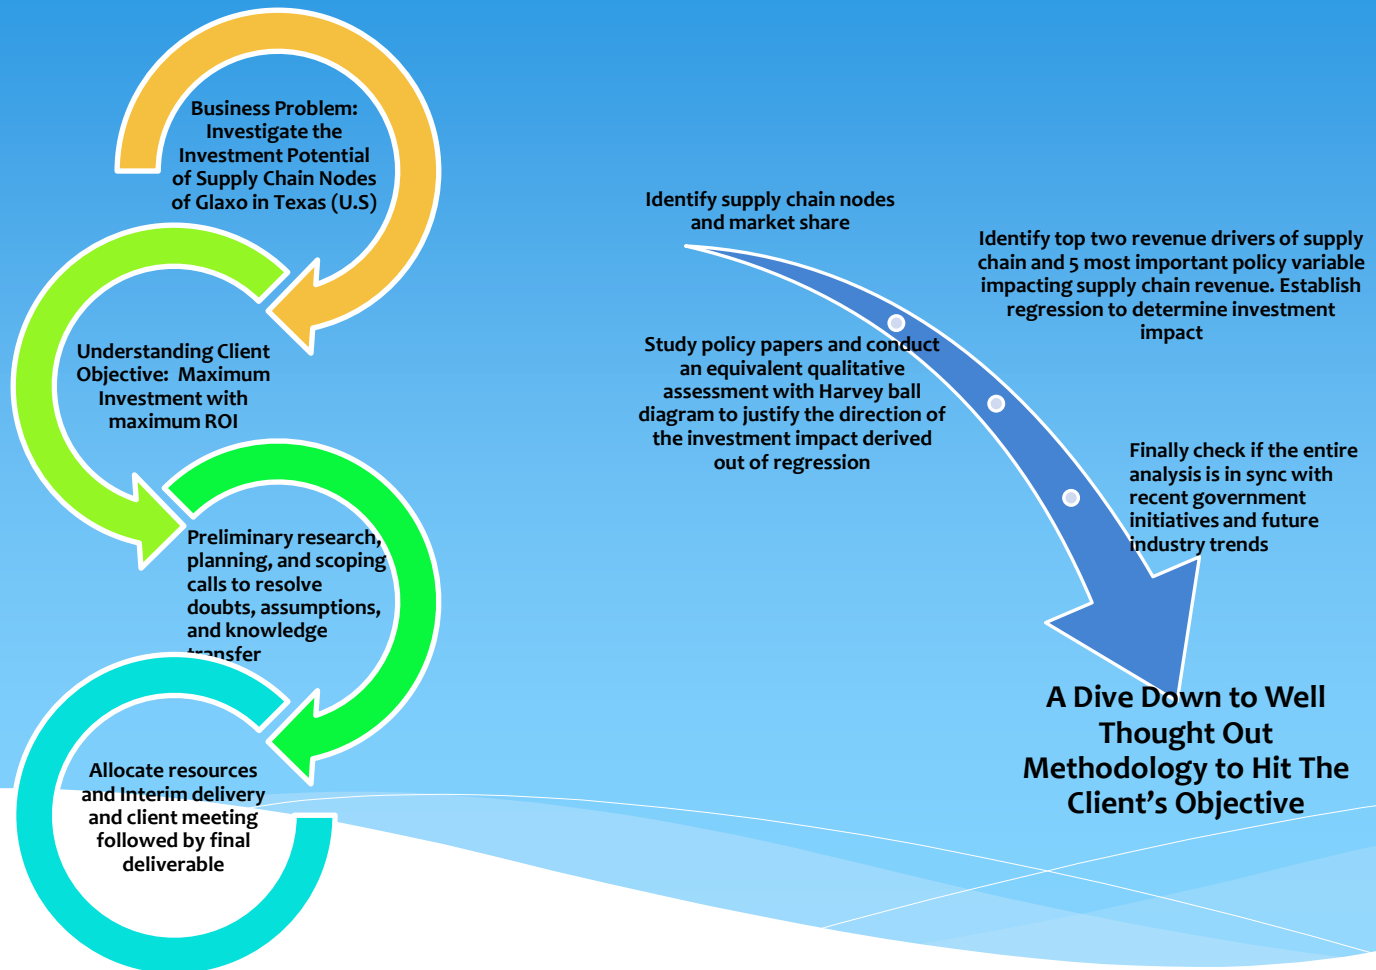 Business Problem:
Investigate the
Investment Potential
of Supply Chain Nodes
of Glaxo in Texas (U.S)
Understanding Client
Objective:  Maximum
Investment with
maximum ROI
Preliminary research,
planning, and scoping
calls to resolve
doubts, assumptions,
and knowledge
transfer
Allocate resources
and Interim delivery
and client meeting
followed by final
deliverable
Identify supply chain nodes
and market share
Identify top two revenue drivers of supply
chain and 5 most important policy variable
impacting supply chain revenue. Establish
regression to determine investment
impact
Study policy papers and conduct
an equivalent qualitative
assessment with Harvey ball
diagram to justify the direction of
the investment impact derived
out of regression
Finally check if the entire
analysis is in sync with
recent government
initiatives and future
industry trends
A Dive Down to Well
Thought Out
Methodology to Hit The
Client’s Objective